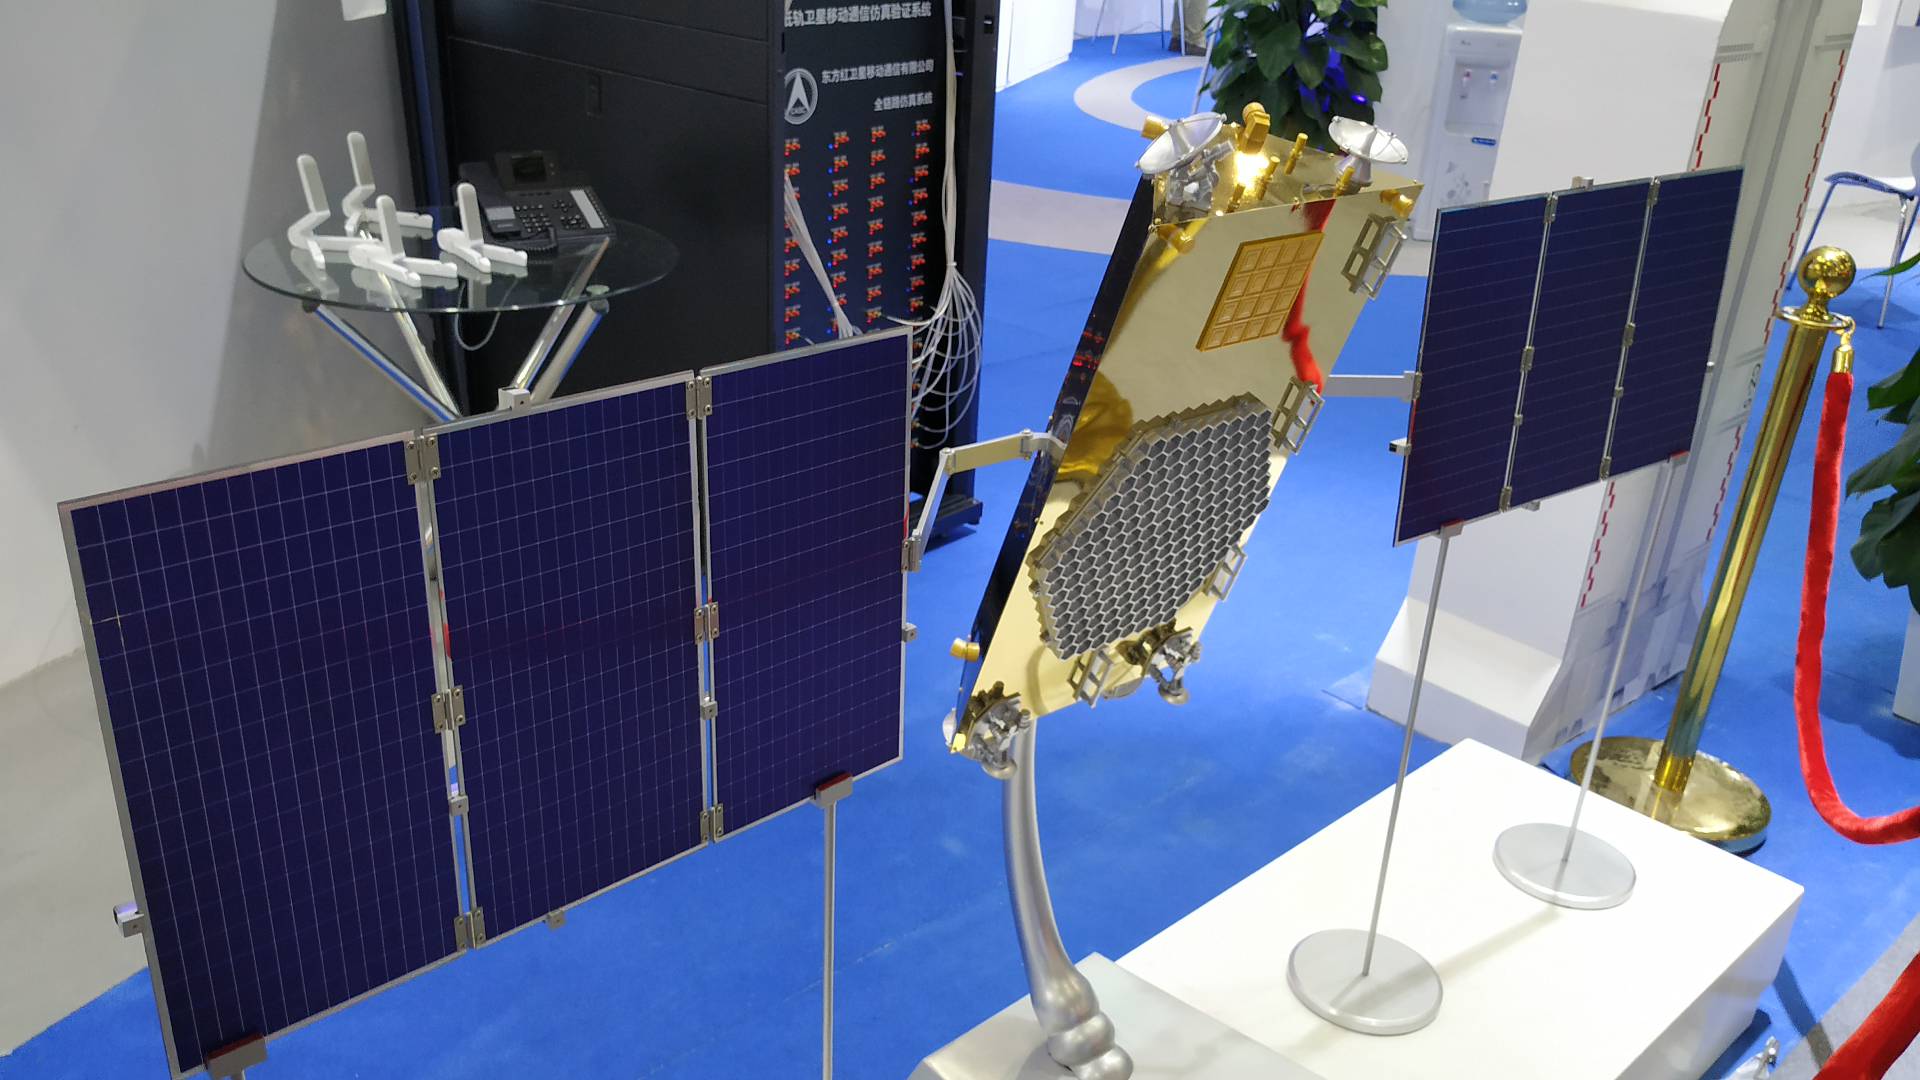 低轨卫星移动通信仿真验证系统
东方红卫星移动通信有限公司
全链路仿真系统